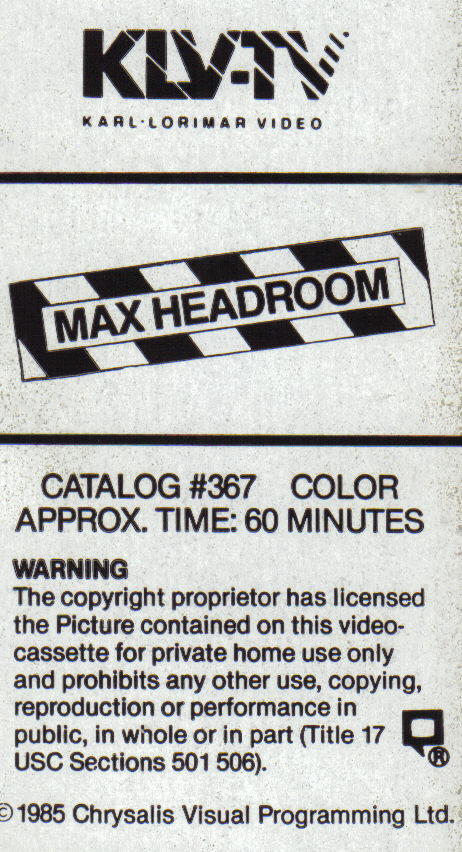 KLV-TV
KARL·LORIMAR VIDEO
MAX HEADROOM
CATALOG #367 COLOR
APPROX. TIME: 60 MINUTES
WARNING
The copyright proprietor has licensed
the Picture contained on this video-
cassette for private home use only
and prohibits any other use, copying,
reproduction or performance in
public, in whole or in part (Title 17
USC Sections 501 506).
®
©1985 Chrysalis Visual Programming Ltd.